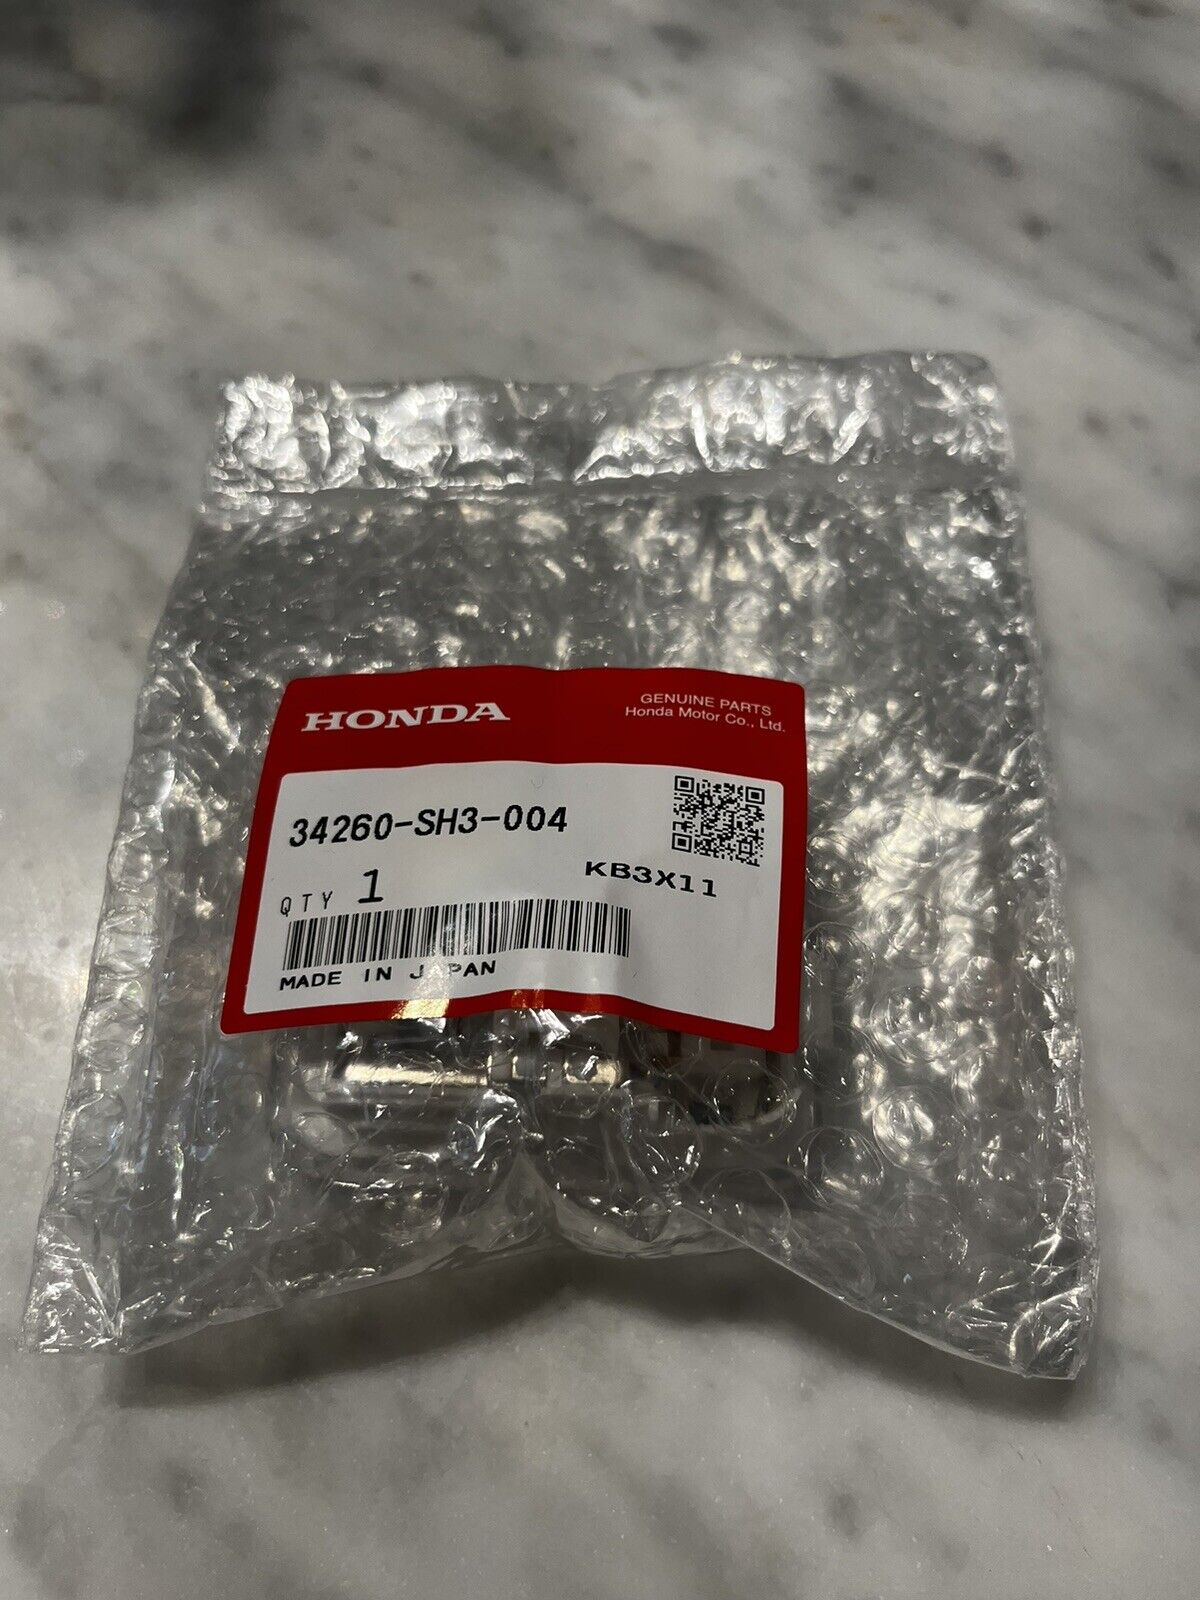 HONDA
GENUINE PARTS
Honda Motor Co., Ltd.
34260-SH3-004
KB3X11
QTY 1
MADE IN JAPAN